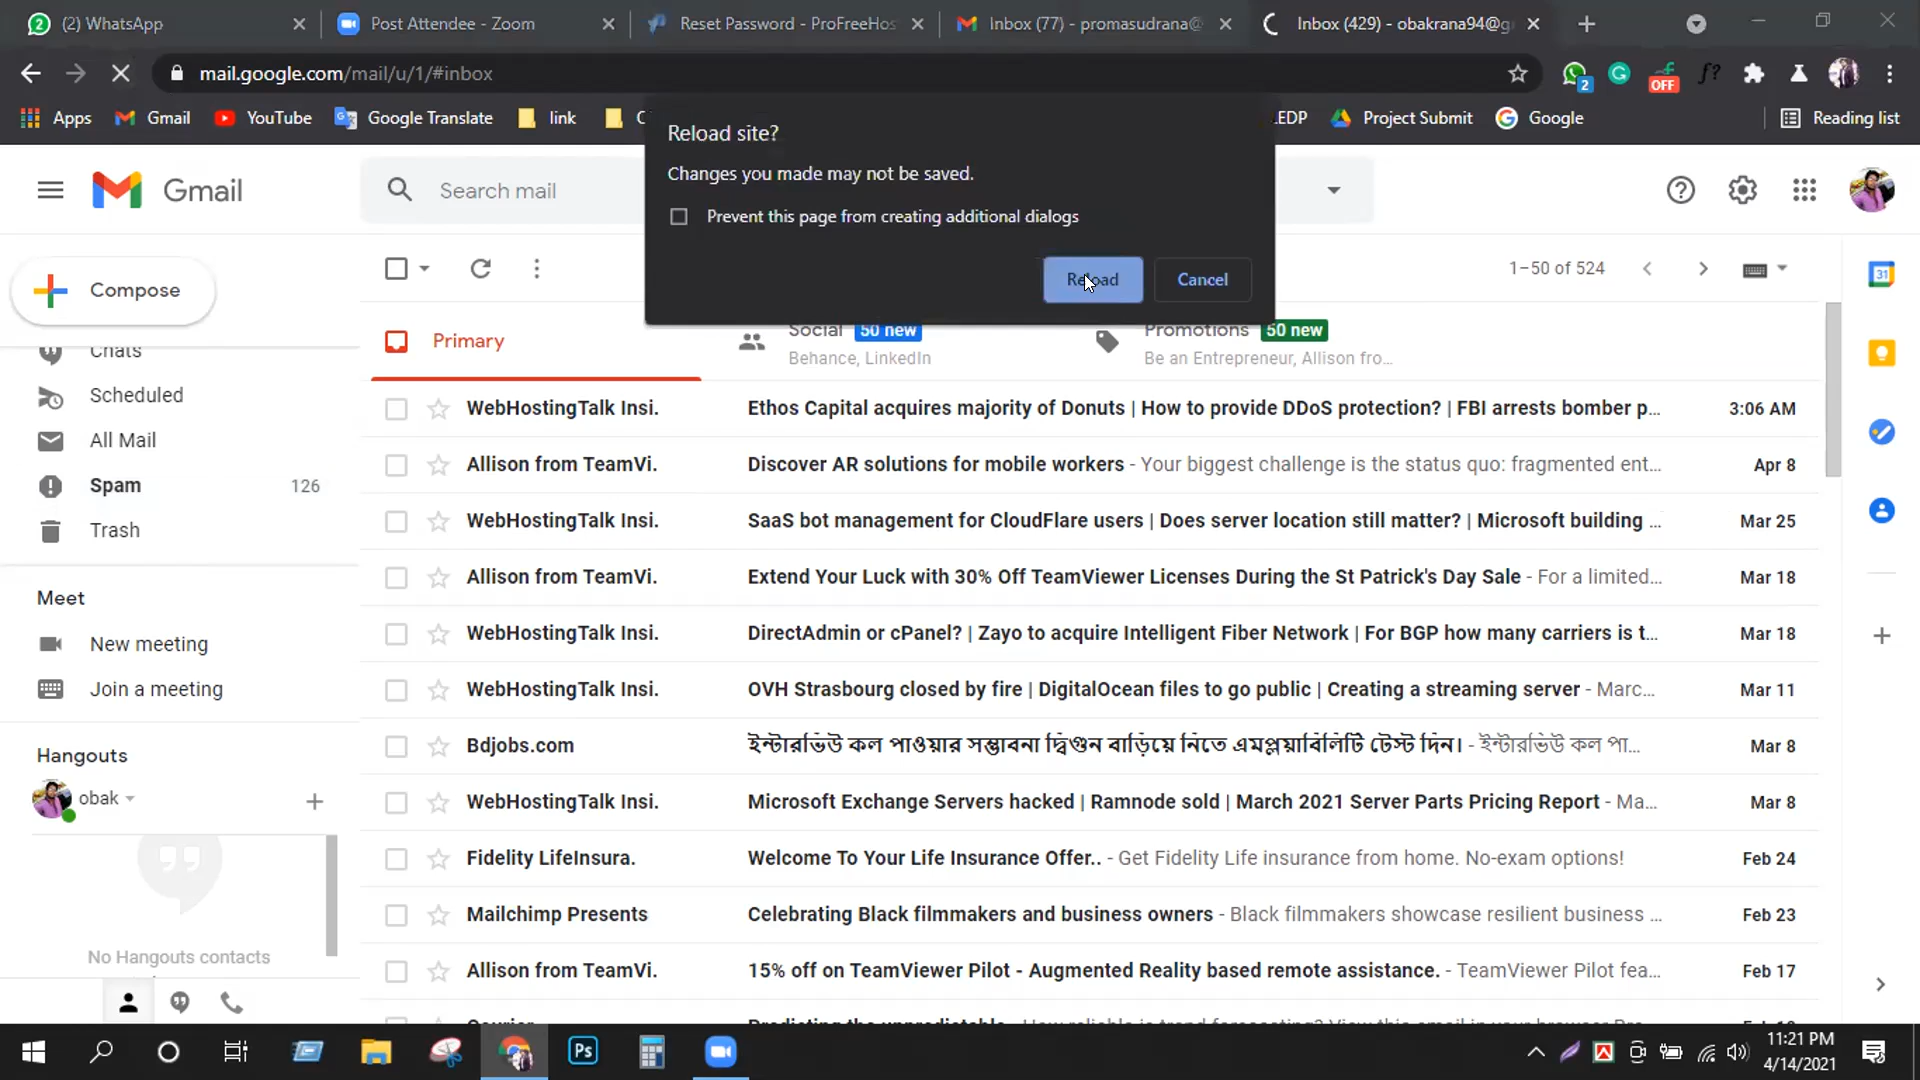 (2) WhatsApp
Post Attendee - Zoom
Reset Password - ProFreeHos
Inbox (77) - promasudrana@
Inbox (429) - obakrana94@g
mail.google.com/mail/u/1/#inbox
2
f?
OFF
Apps
Gmail
YouTube
Google Translate
link
LEDP
Project Submit
Google
Reading list
Reload site?
Changes you made may not be saved.
Prevent this page from creating additional dialogs
Reload
Cancel
Gmail
Search mail
Compose
1–50 of 524
31
Primary
Social 50 new
Behance, LinkedIn
Promotions 50 new
Be an Entrepreneur, Allison fro...
Chats
Scheduled
All Mail
Spam 126
Trash
Meet
New meeting
Join a meeting
Hangouts
obak
No Hangouts contacts
WebHostingTalk Insi. Ethos Capital acquires majority of Donuts | How to provide DDoS protection? | FBI arrests bomber p... 3:06 AM
Allison from TeamVi. Discover AR solutions for mobile workers - Your biggest challenge is the status quo: fragmented ent... Apr 8
WebHostingTalk Insi. SaaS bot management for CloudFlare users | Does server location still matter? | Microsoft building ... Mar 25
Allison from TeamVi. Extend Your Luck with 30% Off TeamViewer Licenses During the St Patrick's Day Sale - For a limited... Mar 18
WebHostingTalk Insi. DirectAdmin or cPanel? | Zayo to acquire Intelligent Fiber Network | For BGP how many carriers is t... Mar 18
WebHostingTalk Insi. OVH Strasbourg closed by fire | DigitalOcean files to go public | Creating a streaming server - Marc... Mar 11
Bdjobs.com ইন্টারভিউ কল পাওয়ার সম্ভাবনা দ্বিগুন বাড়িয়ে নিতে এমপ্লয়াবিলিটি টেস্ট দিন। - ইন্টারভিউ কল পা... Mar 8
WebHostingTalk Insi. Microsoft Exchange Servers hacked | Ramnode sold | March 2021 Server Parts Pricing Report - Ma... Mar 8
Fidelity LifeInsura. Welcome To Your Life Insurance Offer.. - Get Fidelity Life insurance from home. No-exam options! Feb 24
Mailchimp Presents Celebrating Black filmmakers and business owners - Black filmmakers showcase resilient business ... Feb 23
Allison from TeamVi. 15% off on TeamViewer Pilot - Augmented Reality based remote assistance. - TeamViewer Pilot fea... Feb 17
Ps
11:21 PM
4/14/2021